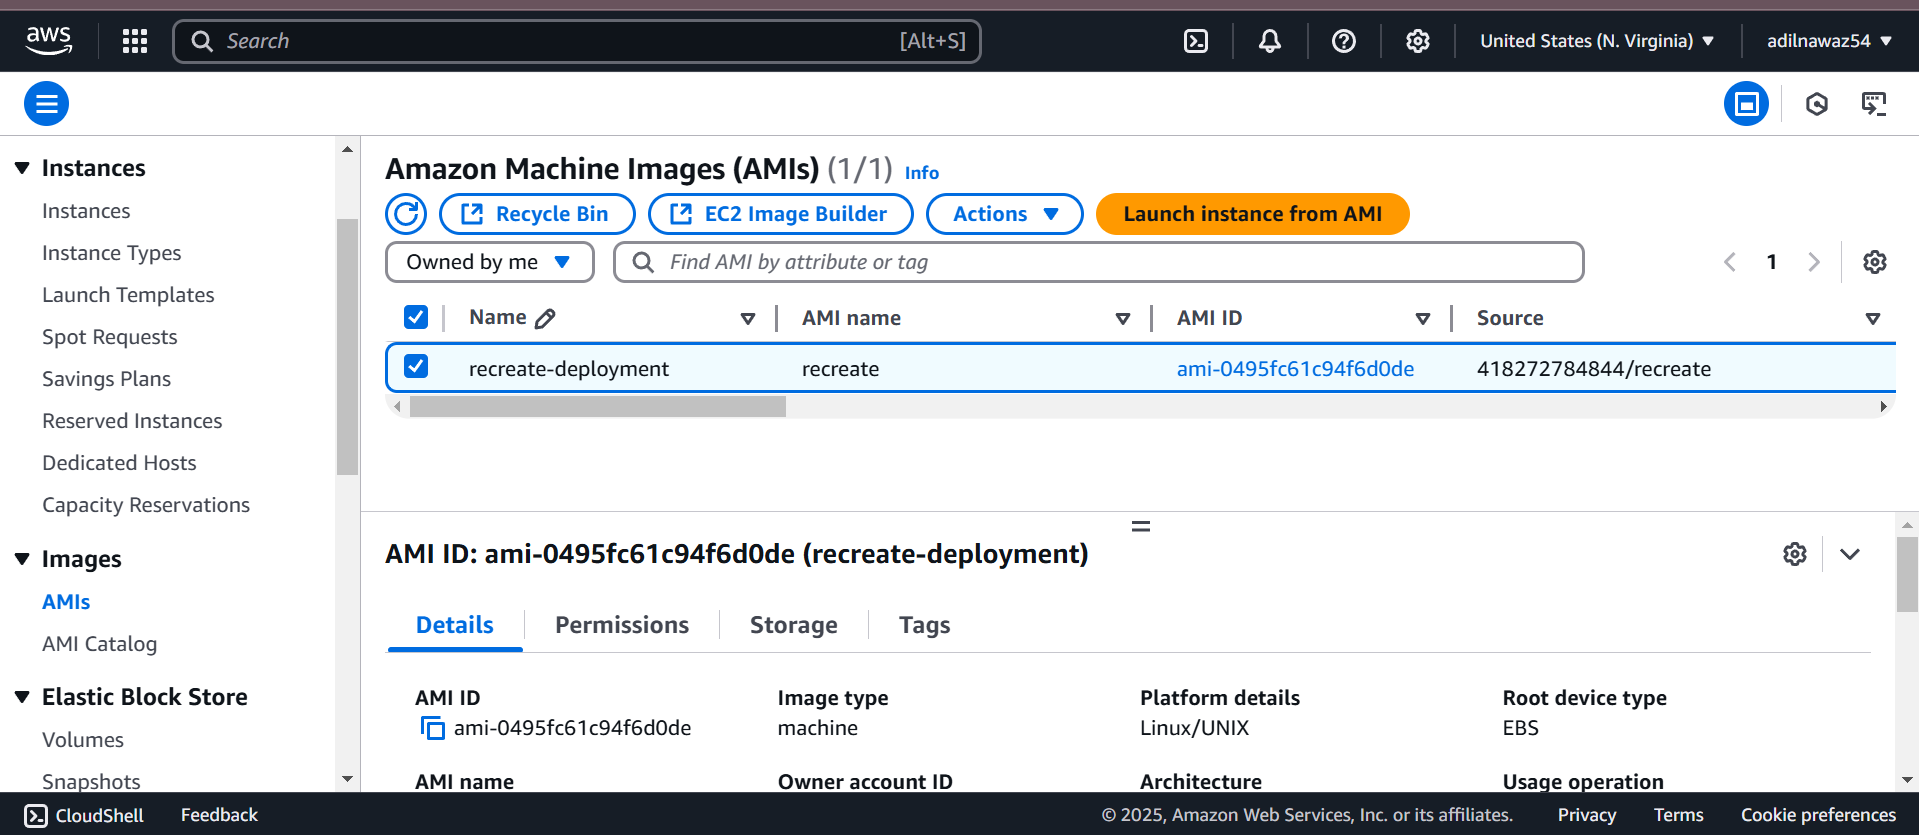 aws
Search [Alt+S]
United States (N. Virginia)
adilnawaz54
Instances
Instances
Instance Types
Launch Templates
Spot Requests
Savings Plans
Reserved Instances
Dedicated Hosts
Capacity Reservations
Images
AMIs
AMI Catalog
Elastic Block Store
Volumes
Snapshots
Amazon Machine Images (AMIs) (1/1) Info
Recycle Bin
EC2 Image Builder
Actions
Launch instance from AMI
Owned by me
Find AMI by attribute or tag
1
Name AMI name AMI ID Source
recreate-deployment recreate ami-0495fc61c94f6d0de 418272784844/recreate
AMI ID: ami-0495fc61c94f6d0de (recreate-deployment)
Details Permissions Storage Tags
AMI ID Image type Platform details Root device type
ami-0495fc61c94f6d0de machine Linux/UNIX EBS
AMI name Owner account ID Architecture Usage operation
CloudShell Feedback © 2025, Amazon Web Services, Inc. or its affiliates. Privacy Terms Cookie preferences